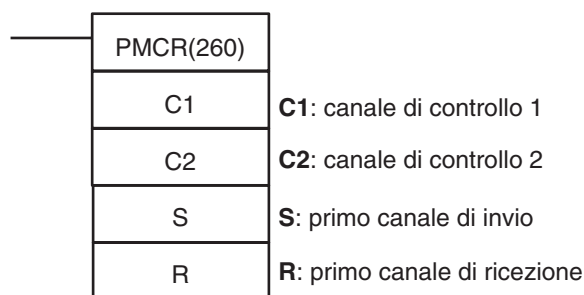 PMCR(260)
C1 C1: canale di controllo 1
C2 C2: canale di controllo 2
S S: primo canale di invio
R R: primo canale di ricezione